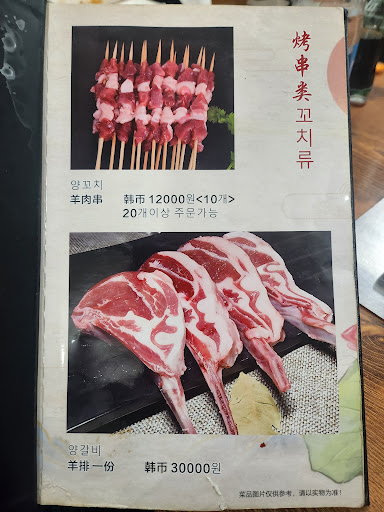 烤串类꼬치류
양꼬치
羊肉串 韩币 12000원<10개>
20개이상 주문가능
양갈비
羊排一份 韩币 30000원
菜品图片仅供参考，请以实物为准！